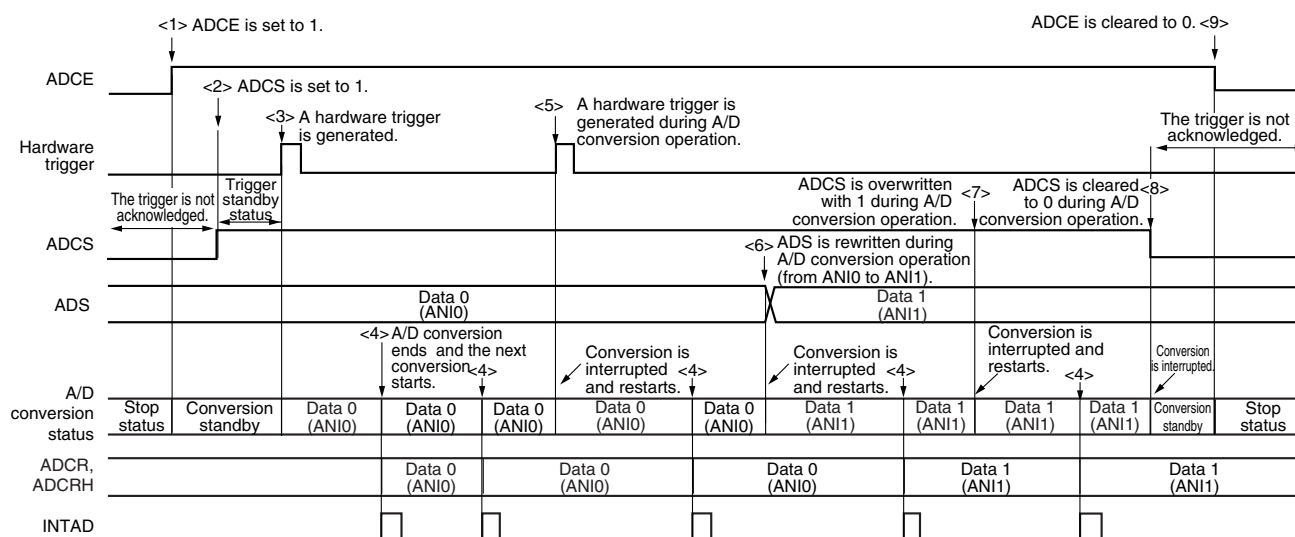 <1> ADCE is set to 1.
ADCE is cleared to 0. <9>
ADCE
<2> ADCS is set to 1.
<3> A hardware trigger
is generated.
<5> A hardware trigger is
generated during A/D
conversion operation.
The trigger is not
acknowledged.
Hardware
trigger
The trigger is not
acknowledged.
Trigger
standby
status
ADCS is overwritten
with 1 during A/D
conversion operation.
<7>
ADCS is cleared
to 0 during A/D
conversion operation.
<8>
ADCS
<6> ADS is rewritten during
A/D conversion operation
(from ANI0 to ANI1).
ADS
Data 0
(ANI0)
Data 1
(ANI1)
<4> A/D conversion
ends and the next
conversion
starts.
<4>
Conversion is
interrupted
and restarts.
<4>
Conversion is
interrupted
and restarts.
<4>
Conversion is
interrupted and
restarts.
<4>
Conversion
is interrupted.
A/D
conversion
status
Stop
status
Conversion
standby
Data 0
(ANI0)
Data 0
(ANI0)
Data 0
(ANI0)
Data 0
(ANI0)
Data 0
(ANI0)
Data 1
(ANI1)
Data 1
(ANI1)
Data 1
(ANI1)
Data 1
(ANI1)
Conversion
standby
Stop
status
ADCR,
ADCRH
Data 0
(ANI0)
Data 0
(ANI0)
Data 0
(ANI0)
Data 1
(ANI1)
Data 1
(ANI1)
INTAD